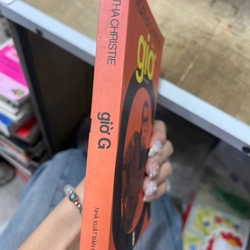 THA CHRISTIE
giờ G
NHÀ XUẤT BẢN
giờ